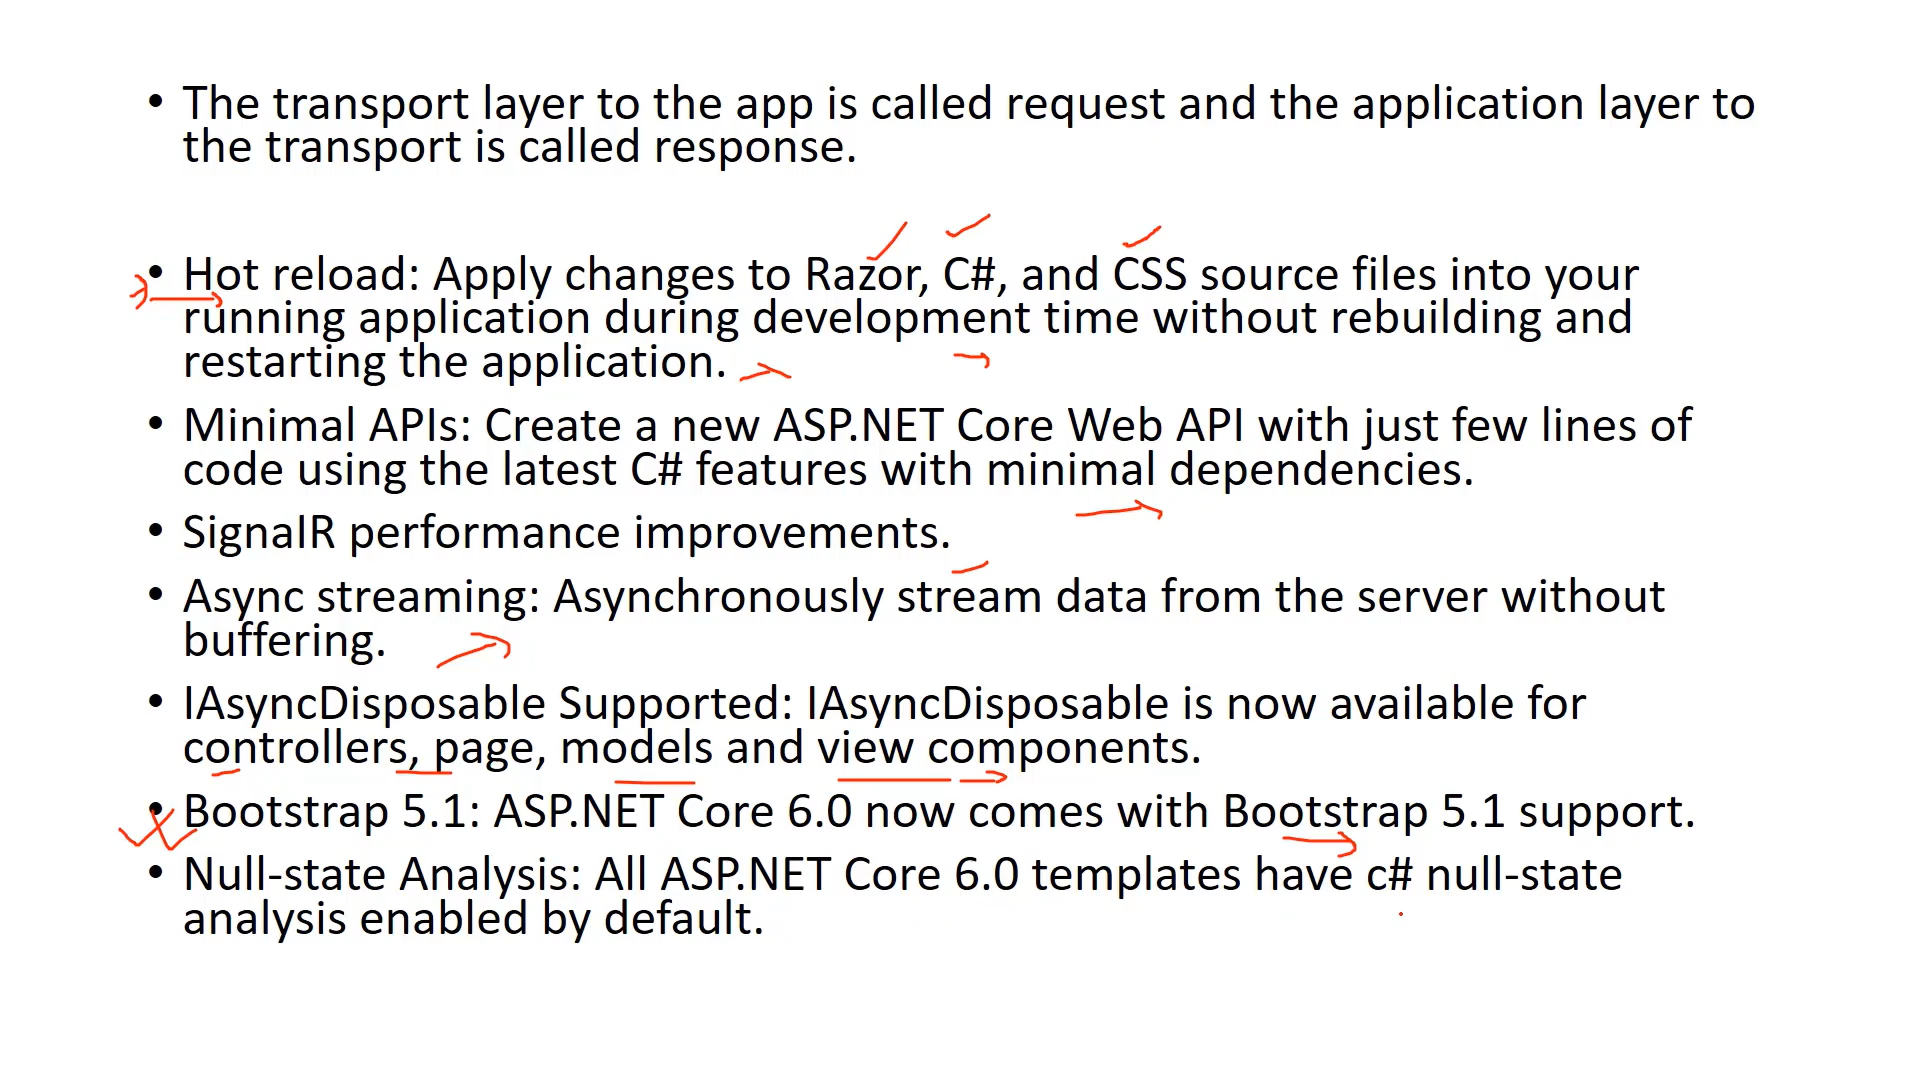 • The transport layer to the app is called request and the application layer to
the transport is called response.
• Hot reload: Apply changes to Razor, C#, and CSS source files into your
running application during development time without rebuilding and
restarting the application.
• Minimal APIs: Create a new ASP.NET Core Web API with just few lines of
code using the latest C# features with minimal dependencies.
• SignalR performance improvements.
• Async streaming: Asynchronously stream data from the server without
buffering.
• IAsyncDisposable Supported: IAsyncDisposable is now available for
controllers, page, models and view components.
• Bootstrap 5.1: ASP.NET Core 6.0 now comes with Bootstrap 5.1 support.
• Null-state Analysis: All ASP.NET Core 6.0 templates have c# null-state
analysis enabled by default.